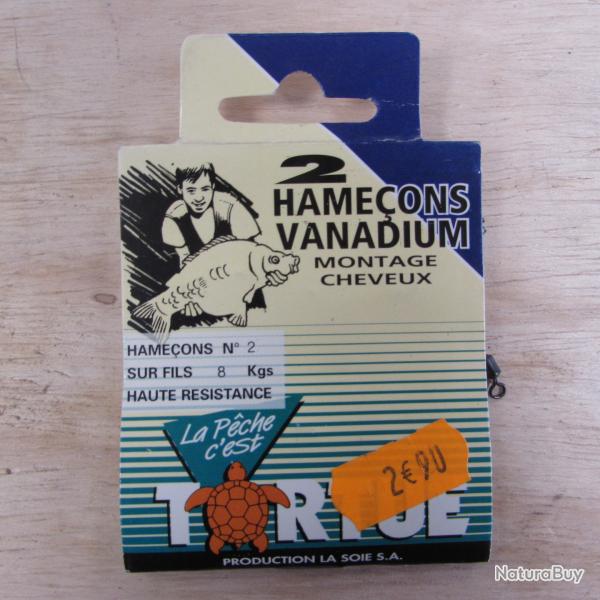 2
HAMEÇONS
VANADIUM
MONTAGE
CHEVEUX
HAMEÇONS N° 2
SUR FILS 8 Kgs
HAUTE RESISTANCE
La Pêche
c'est
TORTUE
2€90
PRODUCTION LA SOIE S.A.
NaturaBuy